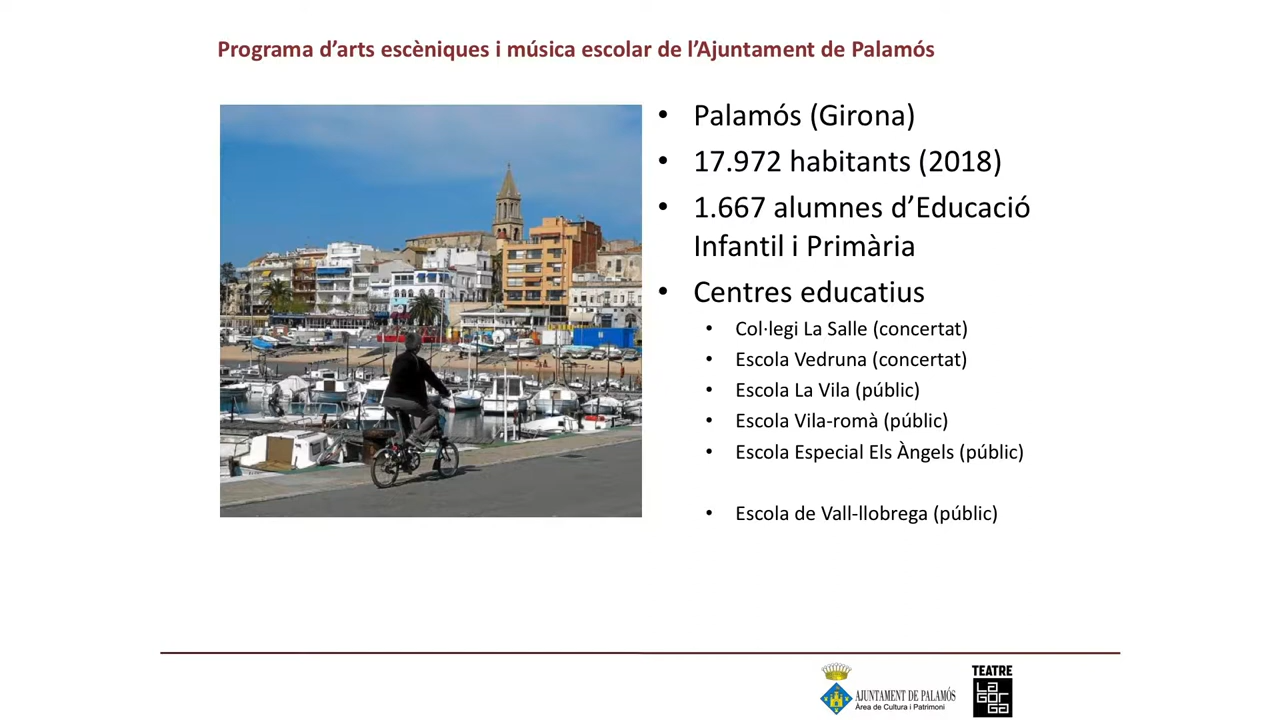 Programa d’arts escèniques i música escolar de l’Ajuntament de Palamós
• Palamós (Girona)
• 17.972 habitants (2018)
• 1.667 alumnes d’Educació
Infantil i Primària
• Centres educatius
• Col·legi La Salle (concertat)
• Escola Vedruna (concertat)
• Escola La Vila (públic)
• Escola Vila-romà (públic)
• Escola Especial Els Àngels (públic)
• Escola de Vall-llobrega (públic)
AJUNTAMENT DE PALAMÓS
Àrea de Cultura i Patrimoni
TEATRE
LA
GOR
GA